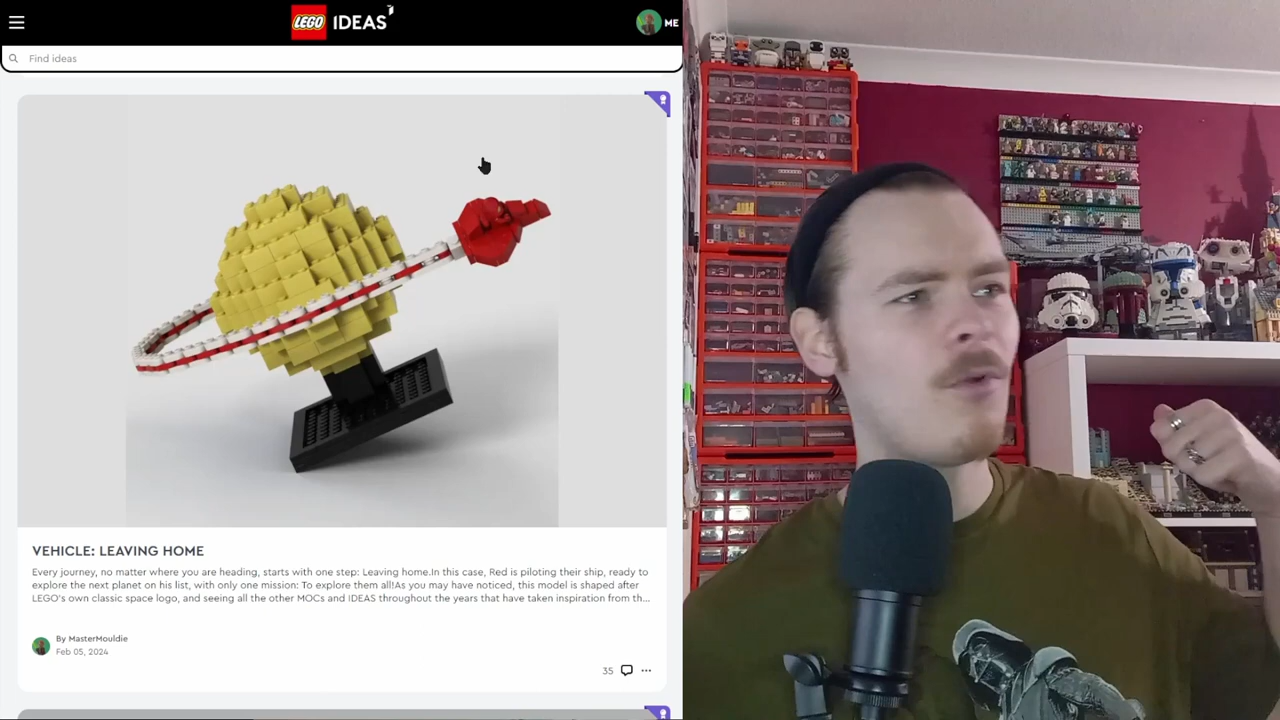 LEGO IDEAS
ME
Find ideas
VEHICLE: LEAVING HOME
Every journey, no matter where you are heading, starts with one step: Leaving home.In this case, Red is piloting their ship, ready to
explore the next planet on his list, with only one mission: To explore them all!As you may have noticed, this model is shaped after
LEGO's own classic space logo, and seeing all the other MOCs and IDEAS throughout the years that have taken inspiration from th...
By MasterMouldie
Feb 05, 2024
35